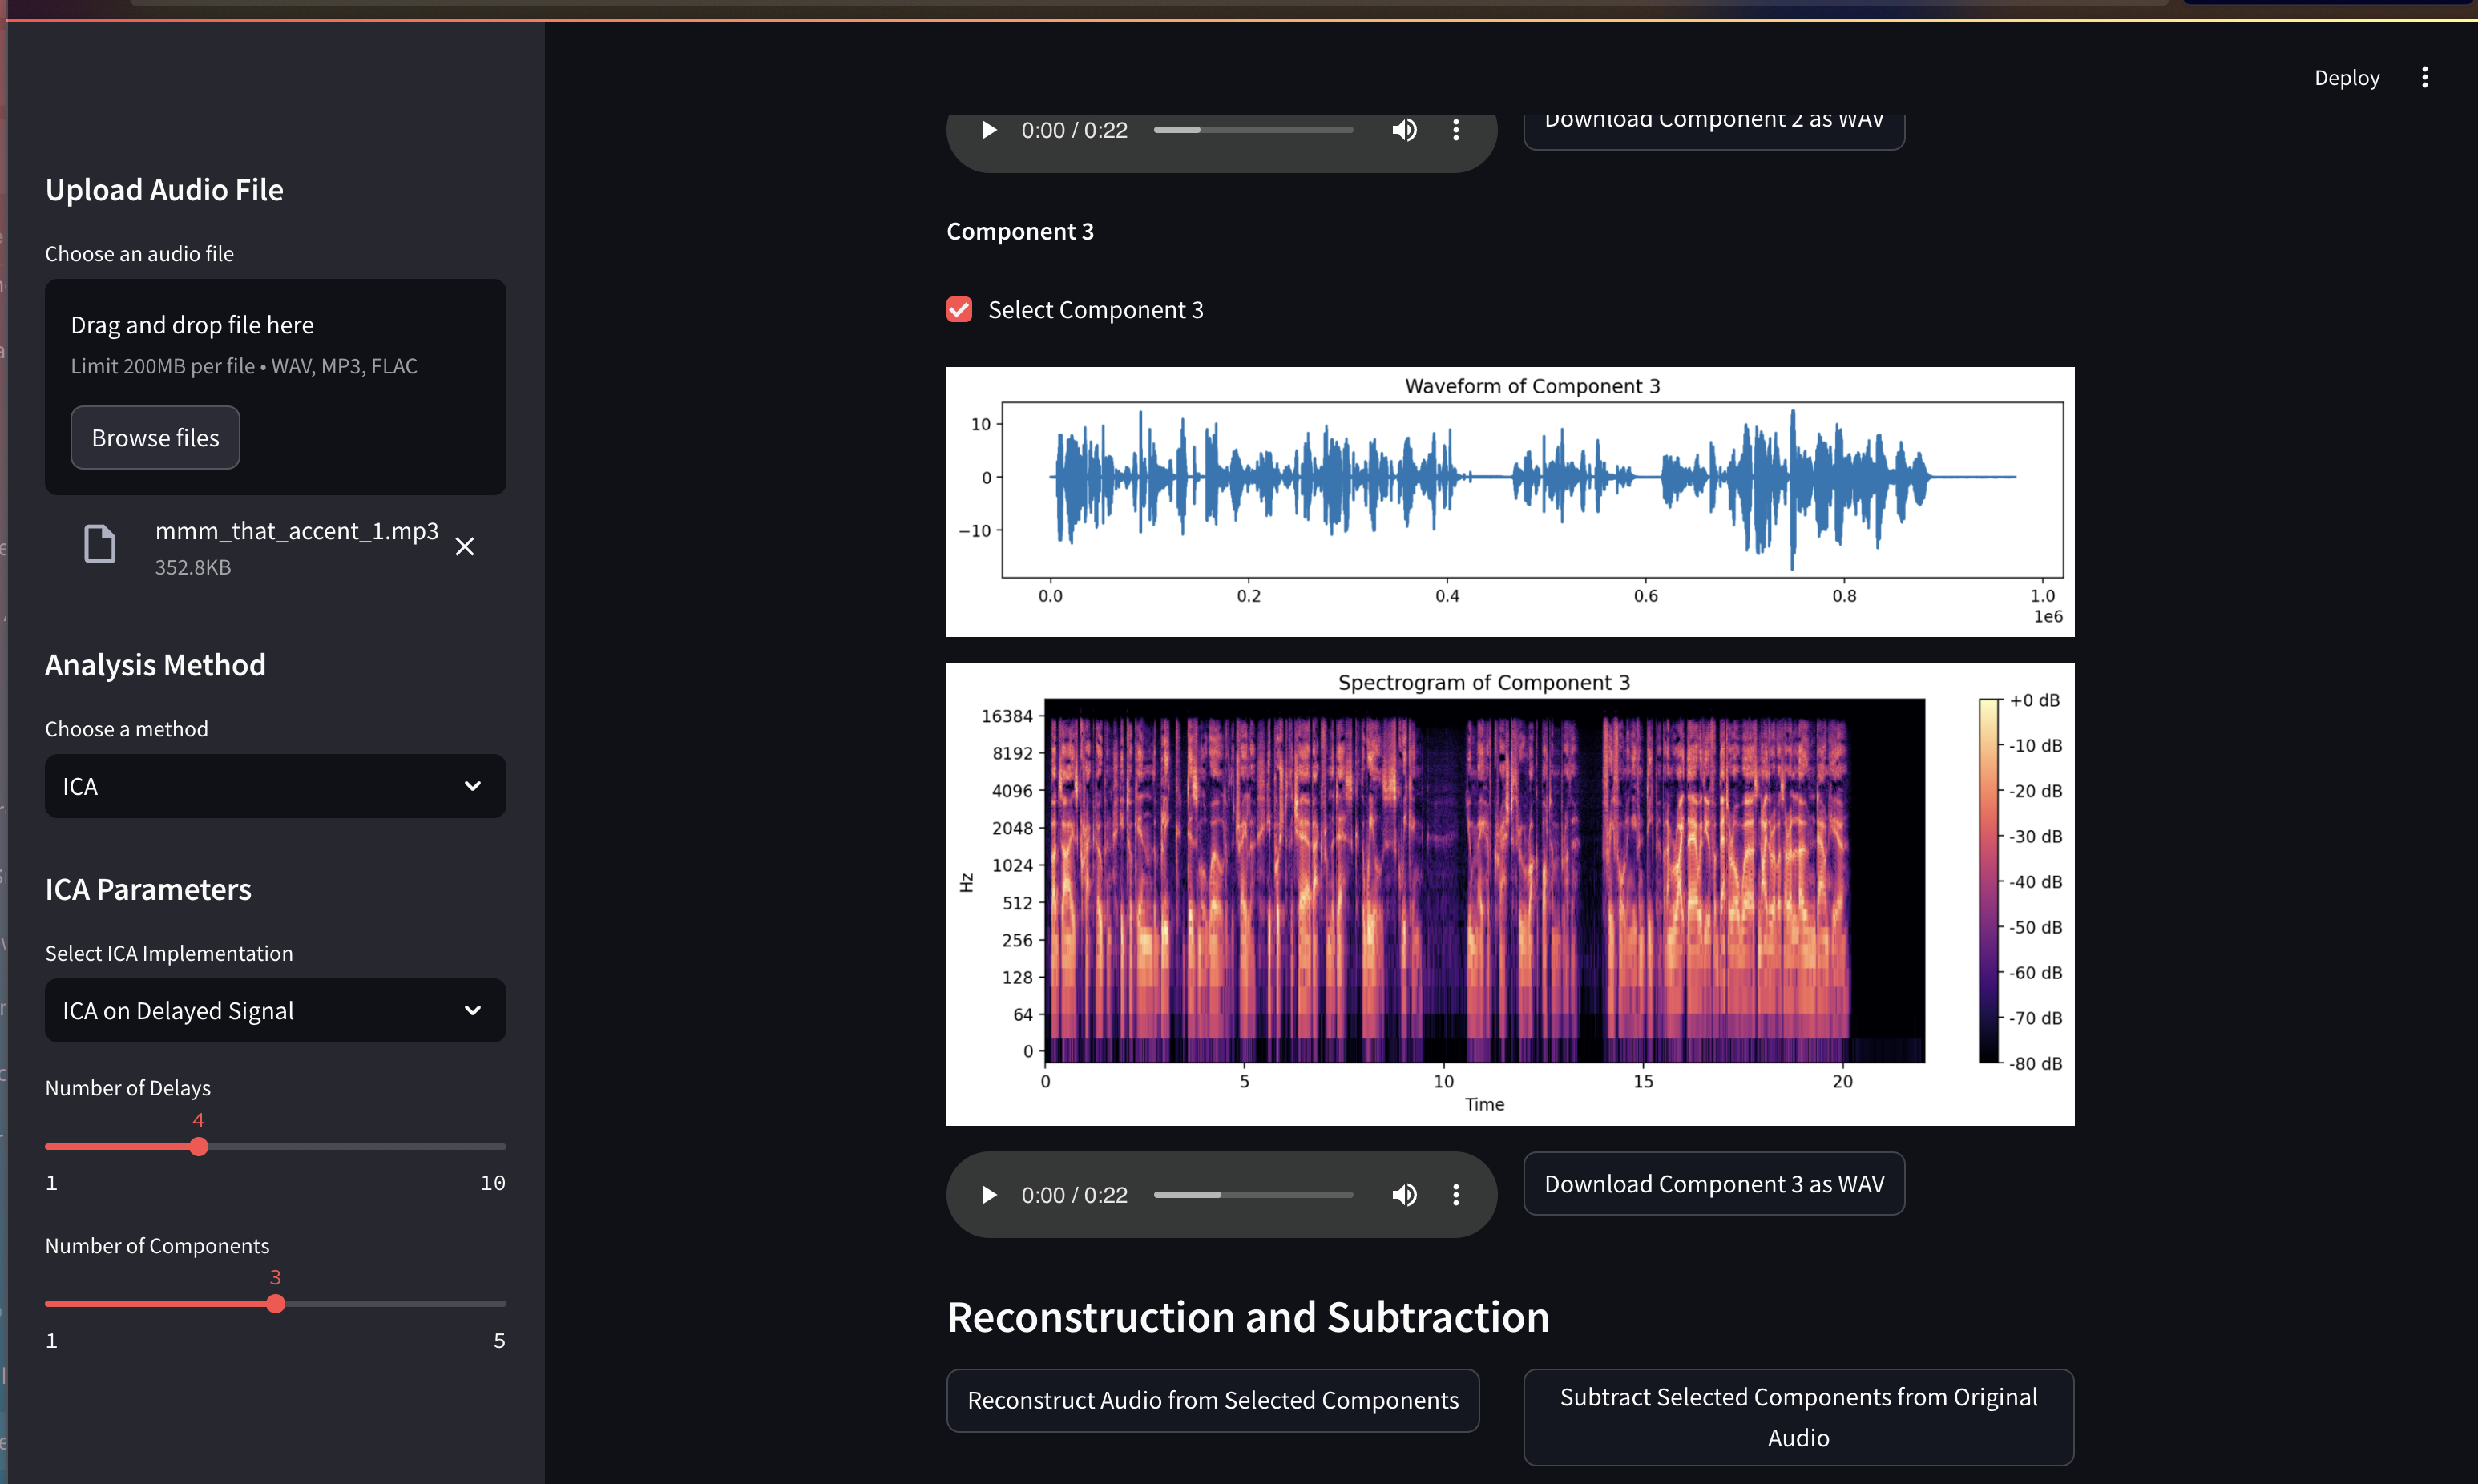 Deploy
Upload Audio File
Choose an audio file
Drag and drop file here
Limit 200MB per file • WAV, MP3, FLAC
Browse files
mmm_that_accent_1.mp3
352.8KB
Analysis Method
Choose a method
ICA
ICA Parameters
Select ICA Implementation
ICA on Delayed Signal
Number of Delays
4
1 10
Number of Components
3
1 5
0:00 / 0:22
Download Component 2 as WAV
Component 3
Select Component 3
Waveform of Component 3
10
0
−10
0.0 0.2 0.4 0.6 0.8 1.0
1e6
Spectrogram of Component 3
Hz
16384
8192
4096
2048
1024
512
256
128
64
0
0 5 10 15 20
Time
+0 dB
-10 dB
-20 dB
-30 dB
-40 dB
-50 dB
-60 dB
-70 dB
-80 dB
0:00 / 0:22
Download Component 3 as WAV
Reconstruction and Subtraction
Reconstruct Audio from Selected Components
Subtract Selected Components from Original
Audio